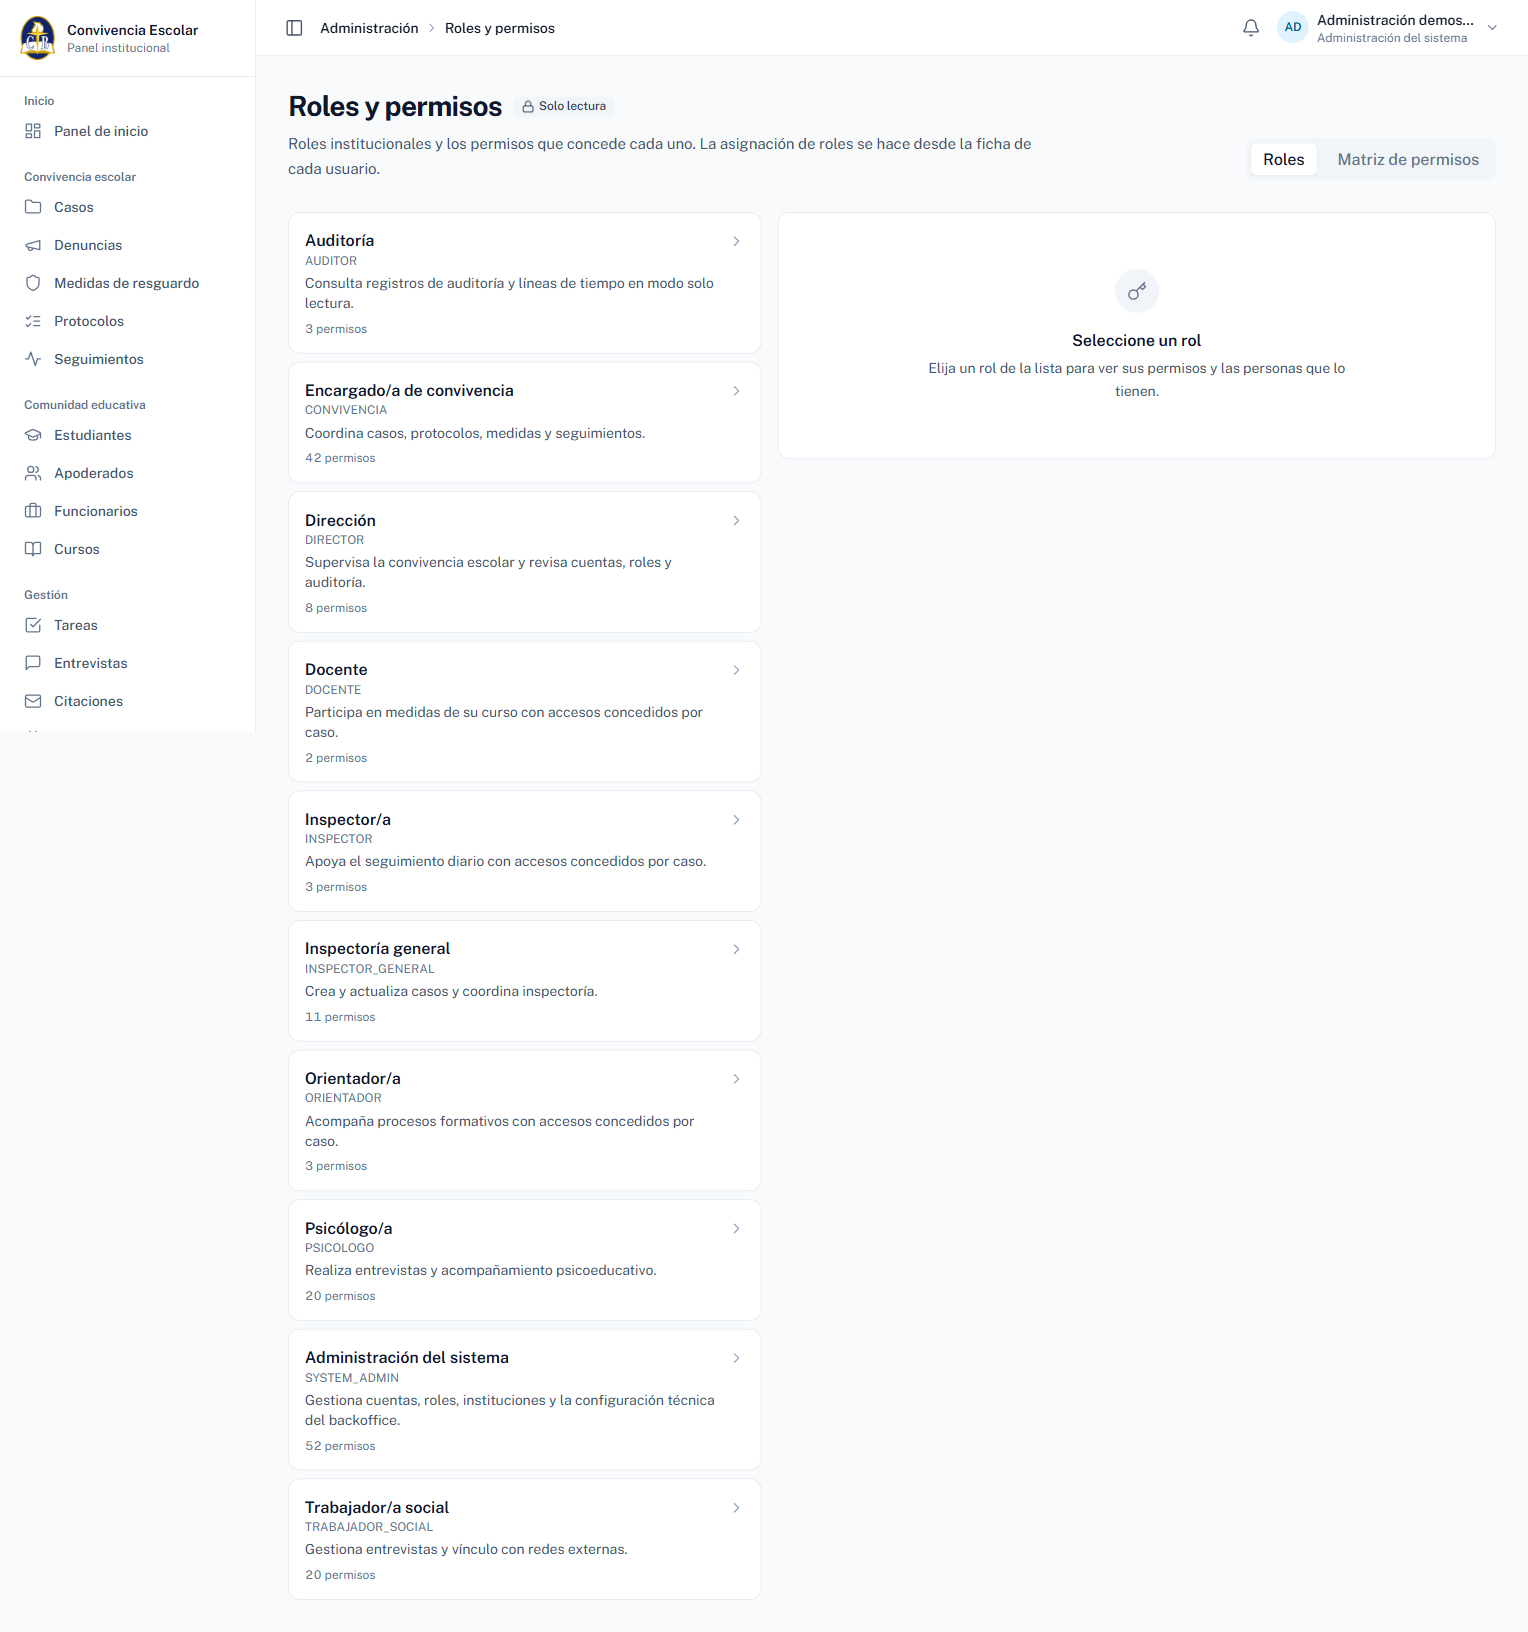 Convivencia Escolar
Panel institucional
Administración > Roles y permisos
AD
Administración demos...
Administración del sistema
Inicio
Panel de inicio
Convivencia escolar
Casos
Denuncias
Medidas de resguardo
Protocolos
Seguimientos
Comunidad educativa
Estudiantes
Apoderados
Funcionarios
Cursos
Gestión
Tareas
Entrevistas
Citaciones
Roles y permisos
Solo lectura
Roles institucionales y los permisos que concede cada uno. La asignación de roles se hace desde la ficha de
cada usuario.
Roles
Matriz de permisos
Auditoría
AUDITOR
Consulta registros de auditoría y líneas de tiempo en modo solo
lectura.
3 permisos
Encargado/a de convivencia
CONVIVENCIA
Coordina casos, protocolos, medidas y seguimientos.
42 permisos
Dirección
DIRECTOR
Supervisa la convivencia escolar y revisa cuentas, roles y
auditoría.
8 permisos
Docente
DOCENTE
Participa en medidas de su curso con accesos concedidos por
caso.
2 permisos
Inspector/a
INSPECTOR
Apoya el seguimiento diario con accesos concedidos por caso.
3 permisos
Inspectoría general
INSPECTOR_GENERAL
Crea y actualiza casos y coordina inspectoría.
11 permisos
Orientador/a
ORIENTADOR
Acompaña procesos formativos con accesos concedidos por
caso.
3 permisos
Psicólogo/a
PSICOLOGO
Realiza entrevistas y acompañamiento psicoeducativo.
20 permisos
Administración del sistema
SYSTEM_ADMIN
Gestiona cuentas, roles, instituciones y la configuración técnica
del backoffice.
52 permisos
Trabajador/a social
TRABAJADOR_SOCIAL
Gestiona entrevistas y vínculo con redes externas.
20 permisos
Seleccione un rol
Elija un rol de la lista para ver sus permisos y las personas que lo
tienen.